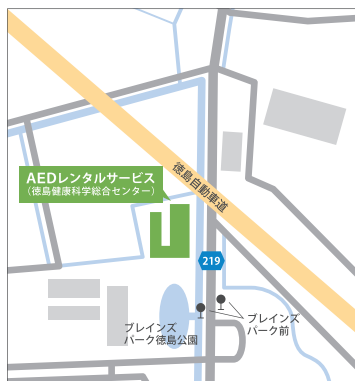 AEDレンタルサービス
（徳島健康科学総合センター）
徳島自動車道
219
ブレインズ
パーク徳島公園
ブレインズ
パーク前